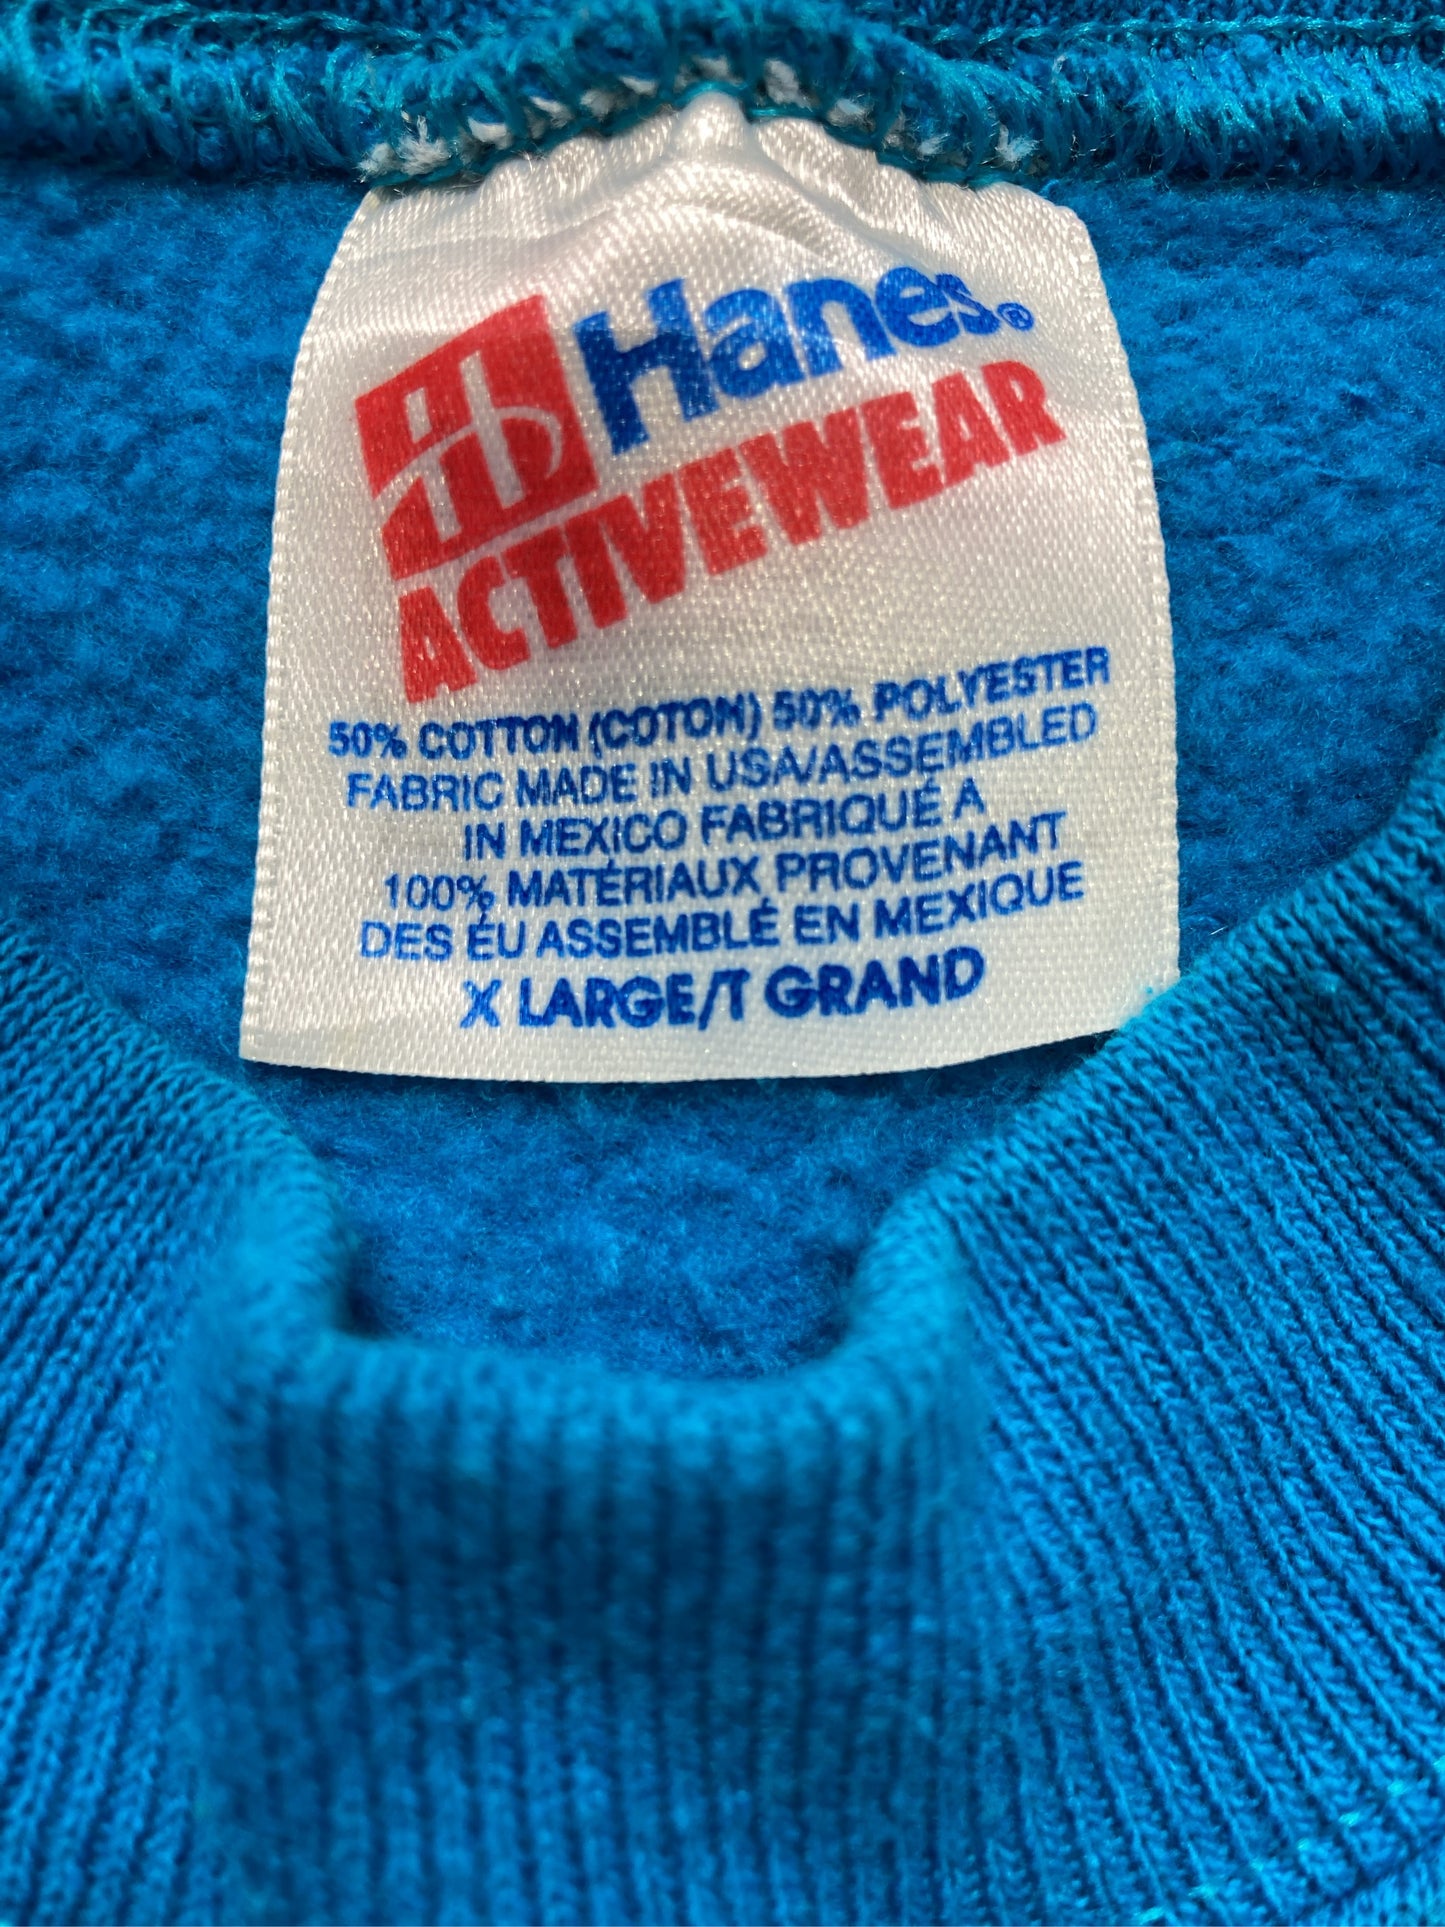 Hanes®
ACTIVEWEAR
50% COTTON (COTON) 50% POLYESTER
FABRIC MADE IN USA/ASSEMBLED
IN MEXICO FABRIQUÉ A
100% MATÉRIAUX PROVENANT
DES ÉU ASSEMBLÉ EN MEXIQUE
X LARGE/T GRAND